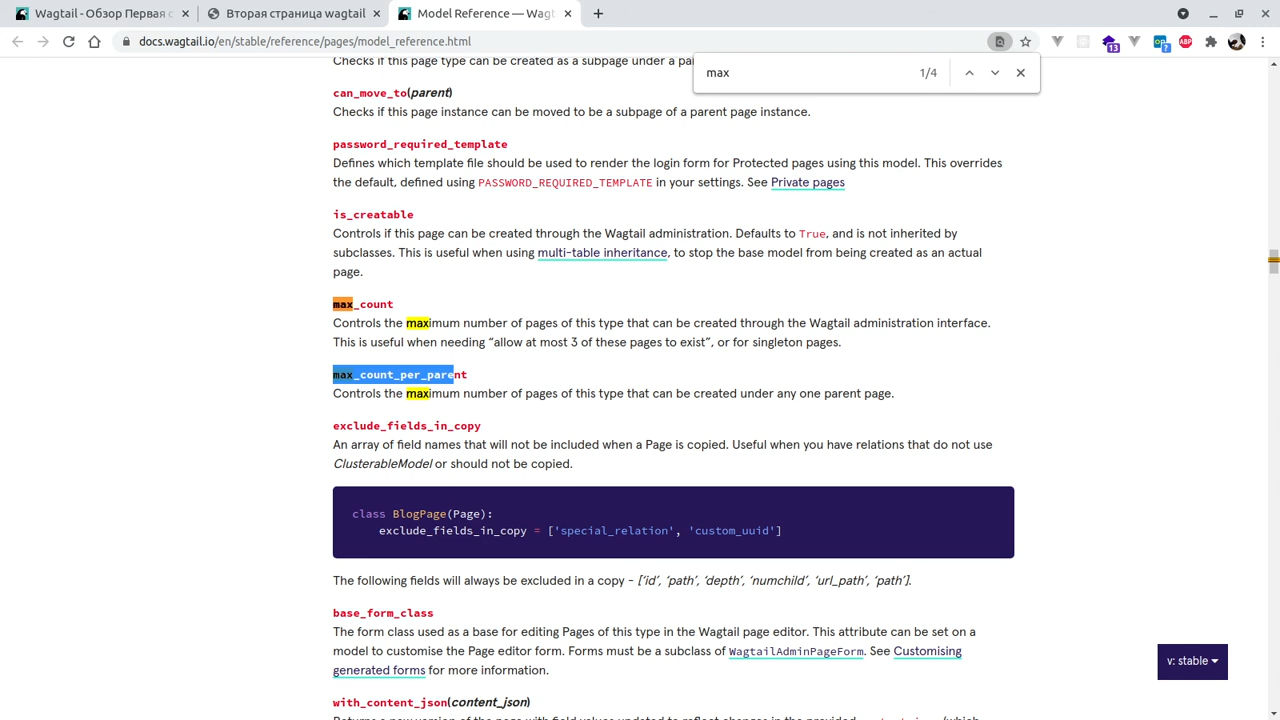 Wagtail - Обзор Первая с
Вторая страница wagtail
Model Reference — Wagt
docs.wagtail.io/en/stable/reference/pages/model_reference.html
13
?
ABP
max
1/4
Checks if this page type can be created as a subpage under a pa
can_move_to(parent)
Checks if this page instance can be moved to be a subpage of a parent page instance.
password_required_template
Defines which template file should be used to render the login form for Protected pages using this model. This overrides
the default, defined using PASSWORD_REQUIRED_TEMPLATE in your settings. See Private pages
is_creatable
Controls if this page can be created through the Wagtail administration. Defaults to True, and is not inherited by
subclasses. This is useful when using multi-table inheritance, to stop the base model from being created as an actual
page.
max_count
Controls the maximum number of pages of this type that can be created through the Wagtail administration interface.
This is useful when needing “allow at most 3 of these pages to exist”, or for singleton pages.
max_count_per_parent
Controls the maximum number of pages of this type that can be created under any one parent page.
exclude_fields_in_copy
An array of field names that will not be included when a Page is copied. Useful when you have relations that do not use
ClusterableModel or should not be copied.
class BlogPage(Page):
exclude_fields_in_copy = ['special_relation', 'custom_uuid']
The following fields will always be excluded in a copy - [‘id’, ‘path’, ‘depth’, ‘numchild’, ‘url_path’, ‘path’].
base_form_class
The form class used as a base for editing Pages of this type in the Wagtail page editor. This attribute can be set on a
model to customise the Page editor form. Forms must be a subclass of WagtailAdminPageForm. See Customising
generated forms for more information.
v: stable
with_content_json(content_json)